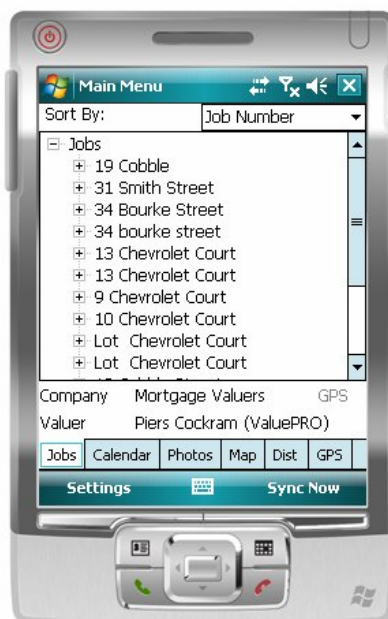 Main Menu
Sort By: Job Number
Jobs
19 Cobble
31 Smith Street
34 Bourke Street
34 bourke street
13 Chevrolet Court
13 Chevrolet Court
9 Chevrolet Court
10 Chevrolet Court
Lot Chevrolet Court
Lot Chevrolet Court
Company Mortgage Valuers GPS
Valuer Piers Cockram (ValuePRO)
Jobs Calendar Photos Map Dist GPS
Settings Sync Now